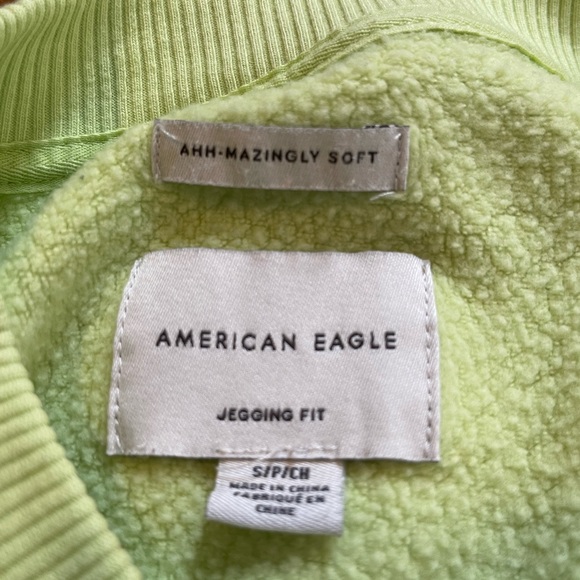 AHH-MAZINGLY SOFT
AMERICAN EAGLE
JEGGING FIT
S/P/CH
MADE IN CHINA
FABRIQUÉ EN
CHINE